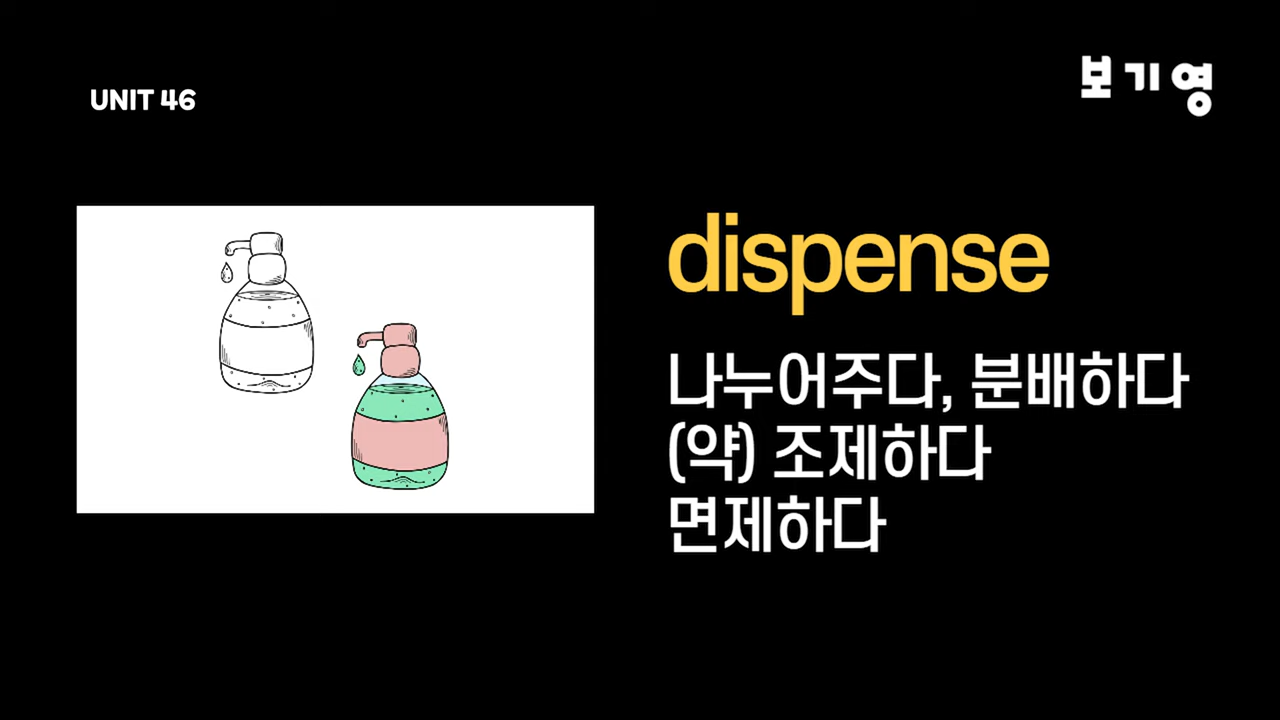 UNIT 46
보기영
dispense
나누어주다, 분배하다
(약) 조제하다
면제하다